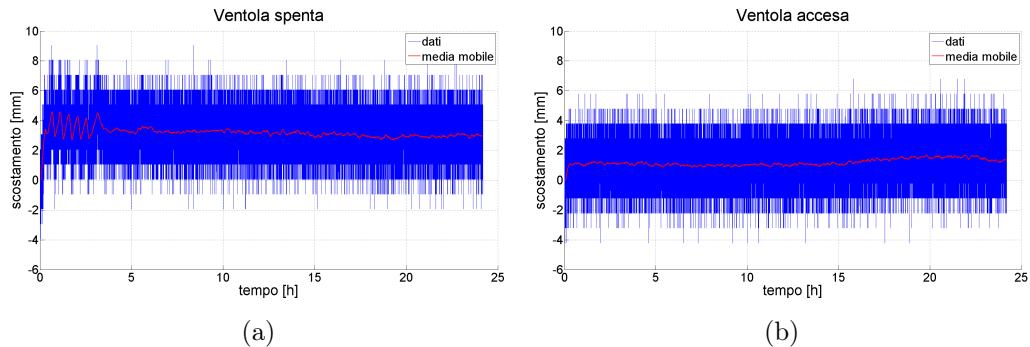 Ventola spenta
10
8
6
4
2
0
-2
-4
-6
0
5
10
15
20
25
scostamento [mm]
tempo [h]
dati
media mobile
(a)
Ventola accesa
10
8
6
4
2
0
-2
-4
-6
0
5
10
15
20
25
scostamento [mm]
tempo [h]
dati
media mobile
(b)